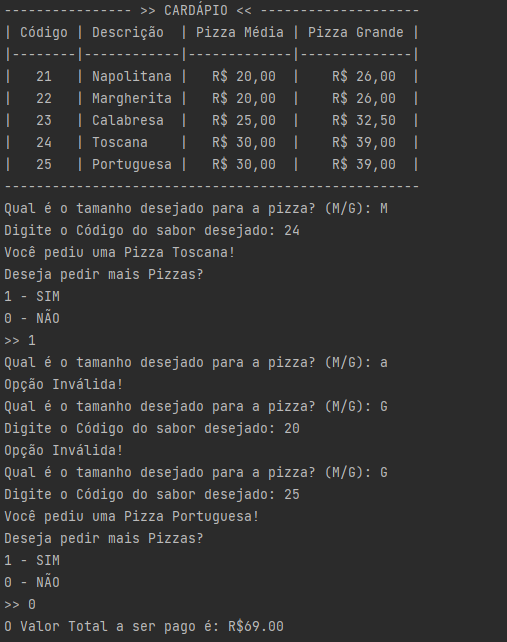 ---------------- >> CARDÁPIO << --------------------
| Código | Descrição  | Pizza Média | Pizza Grande |
|--------|------------|-------------|--------------|
|   21   | Napolitana |   R$ 20,00  |    R$ 26,00  |
|   22   | Margherita |   R$ 20,00  |    R$ 26,00  |
|   23   | Calabresa  |   R$ 25,00  |    R$ 32,50  |
|   24   | Toscana    |   R$ 30,00  |    R$ 39,00  |
|   25   | Portuguesa |   R$ 30,00  |    R$ 39,00  |
----------------------------------------------------
Qual é o tamanho desejado para a pizza? (M/G): M
Digite o Código do sabor desejado: 24
Você pediu uma Pizza Toscana!
Deseja pedir mais Pizzas?
1 - SIM
0 - NÃO
>> 1
Qual é o tamanho desejado para a pizza? (M/G): a
Opção Inválida!
Qual é o tamanho desejado para a pizza? (M/G): G
Digite o Código do sabor desejado: 20
Opção Inválida!
Qual é o tamanho desejado para a pizza? (M/G): G
Digite o Código do sabor desejado: 25
Você pediu uma Pizza Portuguesa!
Deseja pedir mais Pizzas?
1 - SIM
0 - NÃO
>> 0
O Valor Total a ser pago é: R$69.00